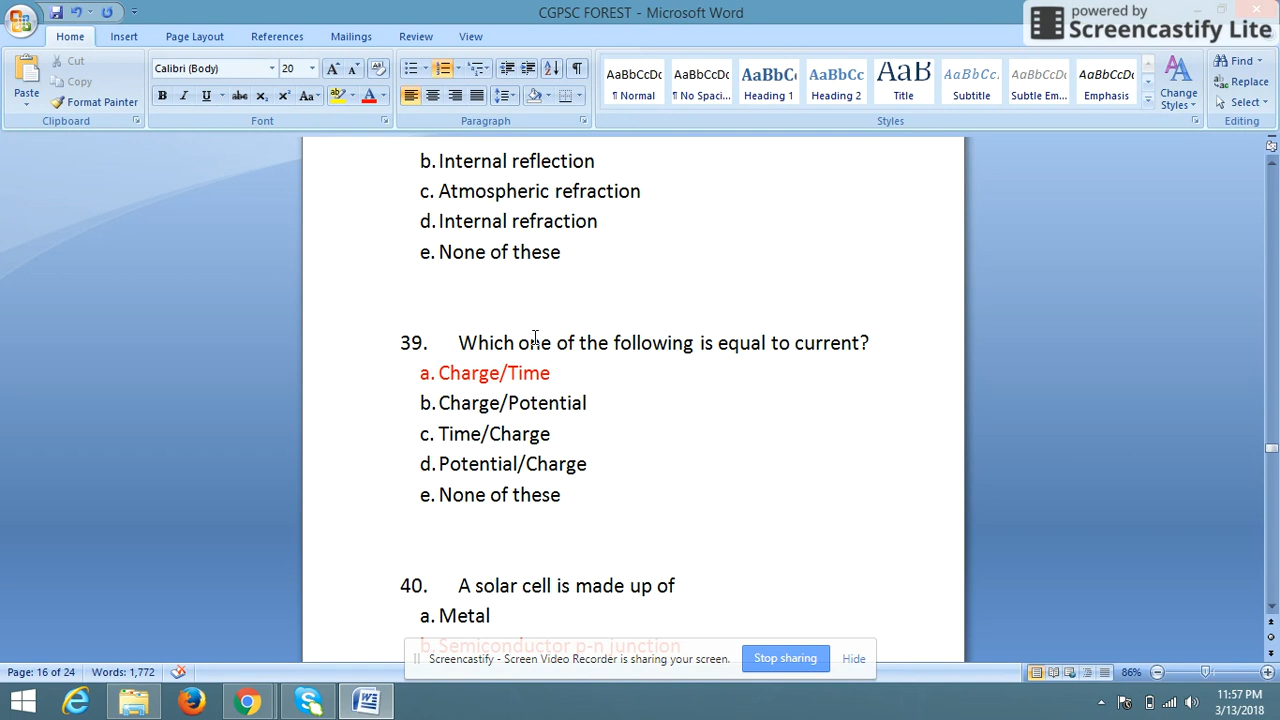 CGPSC FOREST - Microsoft Word
powered by
Screencastify Lite
Home Insert Page Layout References Mailings Review View
Paste
Cut
Copy
Format Painter
Clipboard
Calibri (Body) 20
Font
Paragraph
AaBbCcDc AaBbCcDc AaBbCc AaBbCc AaB AaBbCc. AaBbCcDc AaBbCcDc
¶ Normal ¶ No Spaci... Heading 1 Heading 2 Title Subtitle Subtle Em... Emphasis
Change
Styles
Styles
Find
Replace
Select
Editing
b. Internal reflection
c. Atmospheric refraction
d. Internal refraction
e. None of these
39. Which one of the following is equal to current?
a. Charge/Time
b. Charge/Potential
c. Time/Charge
d. Potential/Charge
e. None of these
40. A solar cell is made up of
a. Metal
b. Semiconductor p-n junction
Screencastify - Screen Video Recorder is sharing your screen. Stop sharing Hide
Page: 16 of 24 Words: 1,772 86%
11:57 PM
3/13/2018